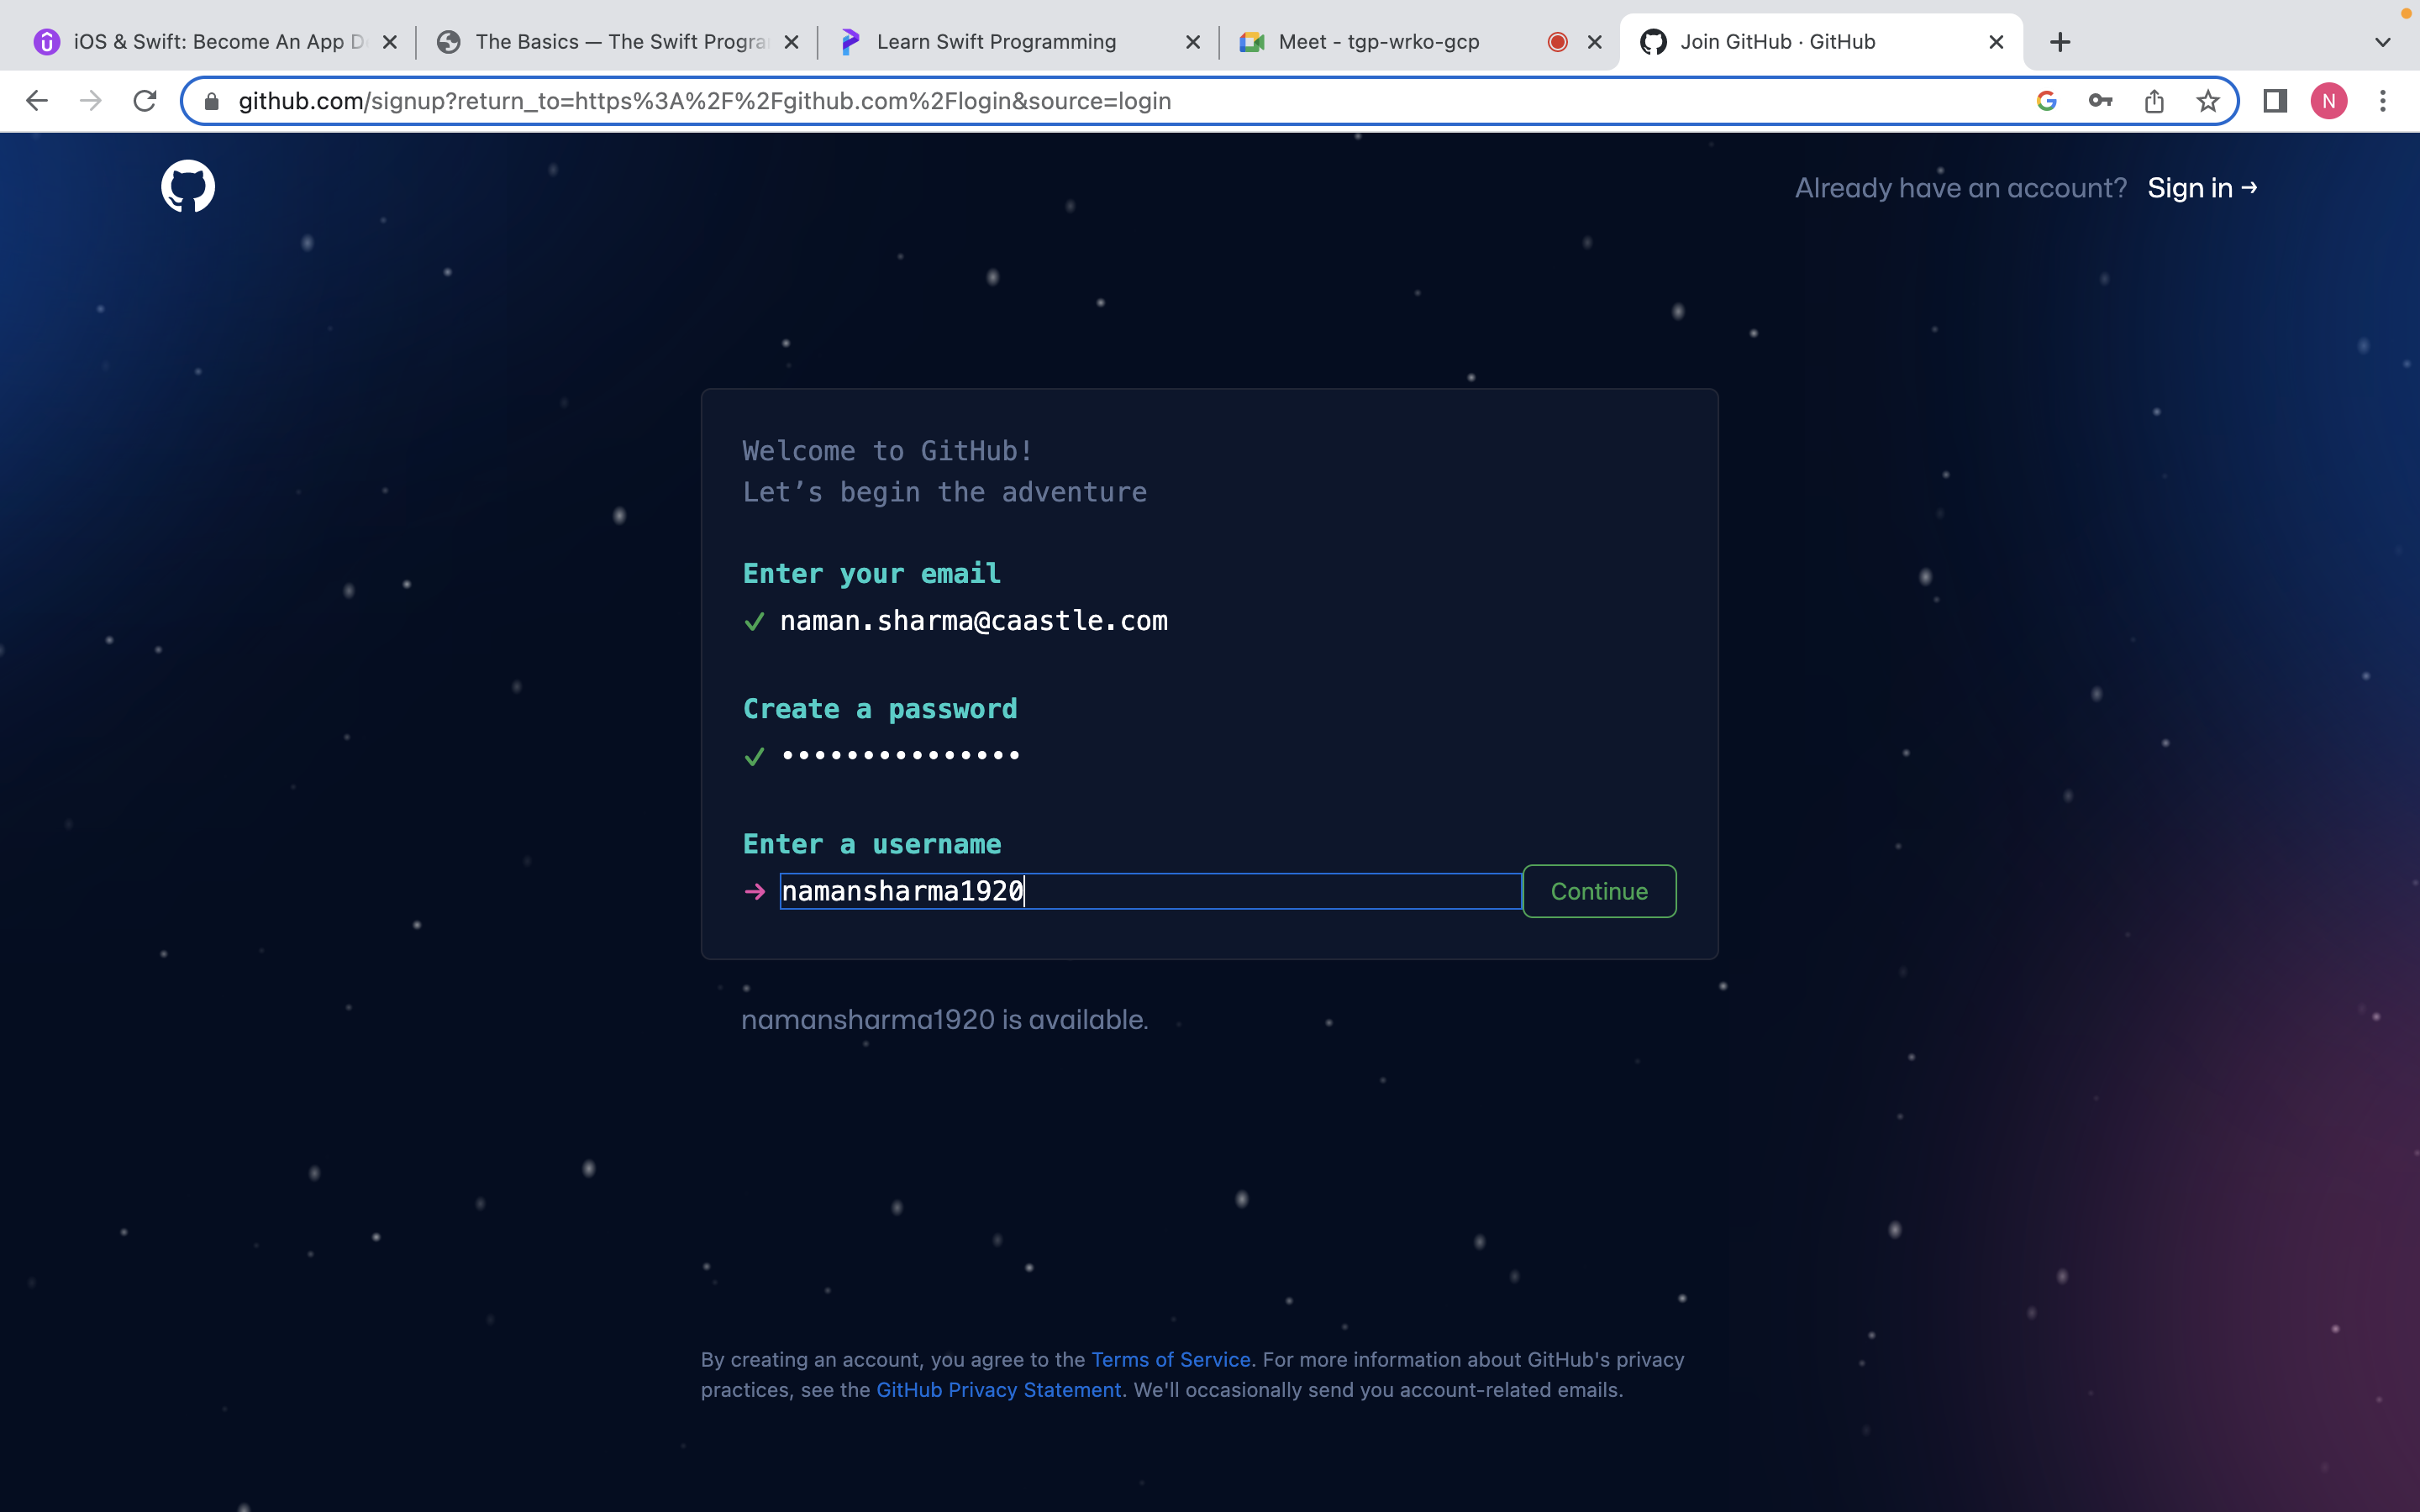 iOS & Swift: Become An App D
The Basics — The Swift Progra
Learn Swift Programming
Meet - tgp-wrko-gcp
Join GitHub · GitHub
github.com/signup?return_to=https%3A%2F%2Fgithub.com%2Flogin&source=login
N
Already have an account? Sign in →
Welcome to GitHub!
Let’s begin the adventure
Enter your email
naman.sharma@caastle.com
Create a password
•••••••••••••••
Enter a username
namansharma1920
Continue
namansharma1920 is available.
By creating an account, you agree to the Terms of Service. For more information about GitHub's privacy
practices, see the GitHub Privacy Statement. We'll occasionally send you account-related emails.